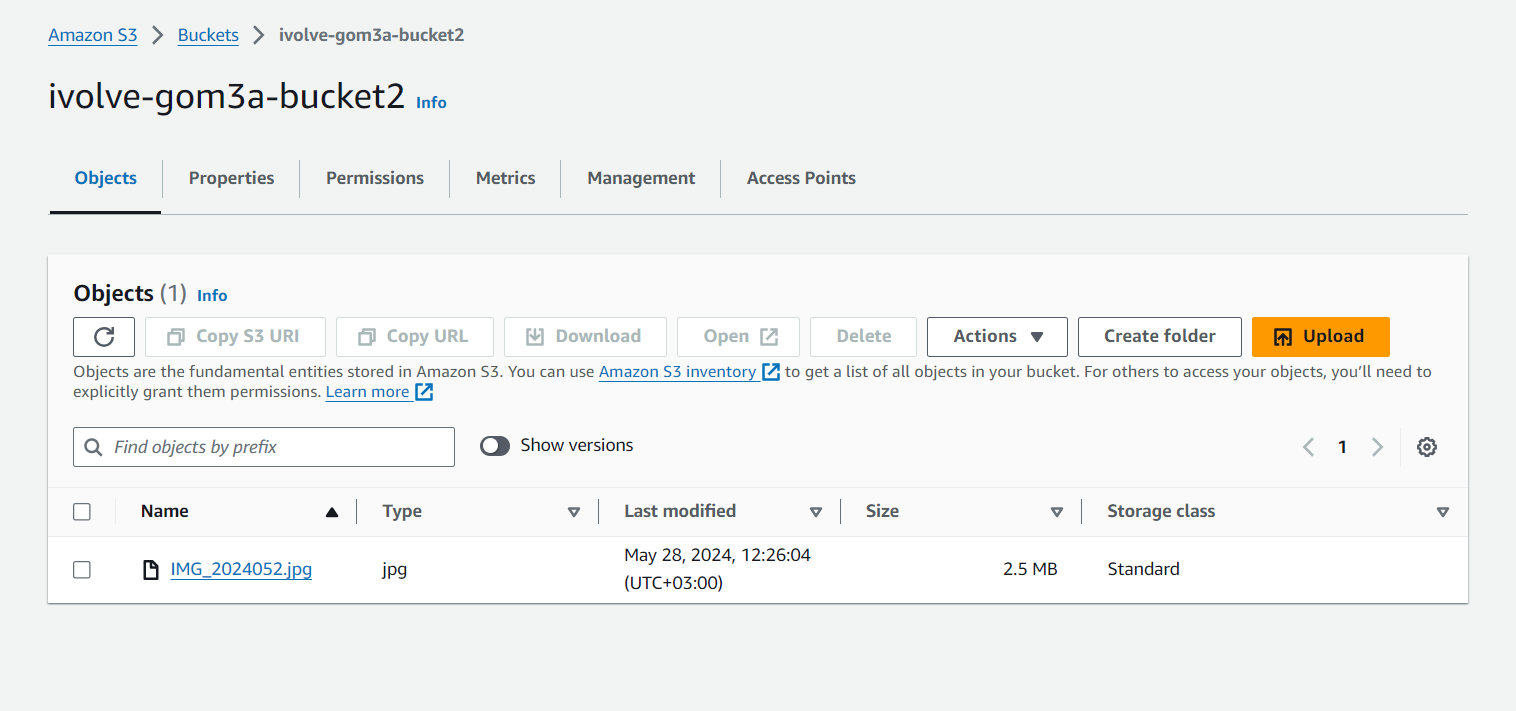 Amazon S3 > Buckets > ivolve-gom3a-bucket2
ivolve-gom3a-bucket2 Info
Objects Properties Permissions Metrics Management Access Points
Objects (1) Info
Copy S3 URI Copy URL Download Open Delete Actions Create folder Upload
Objects are the fundamental entities stored in Amazon S3. You can use Amazon S3 inventory to get a list of all objects in your bucket. For others to access your objects, you’ll need to
explicitly grant them permissions. Learn more
Find objects by prefix Show versions 1
Name Type Last modified Size Storage class
IMG_2024052.jpg jpg May 28, 2024, 12:26:04 2.5 MB Standard
(UTC+03:00)